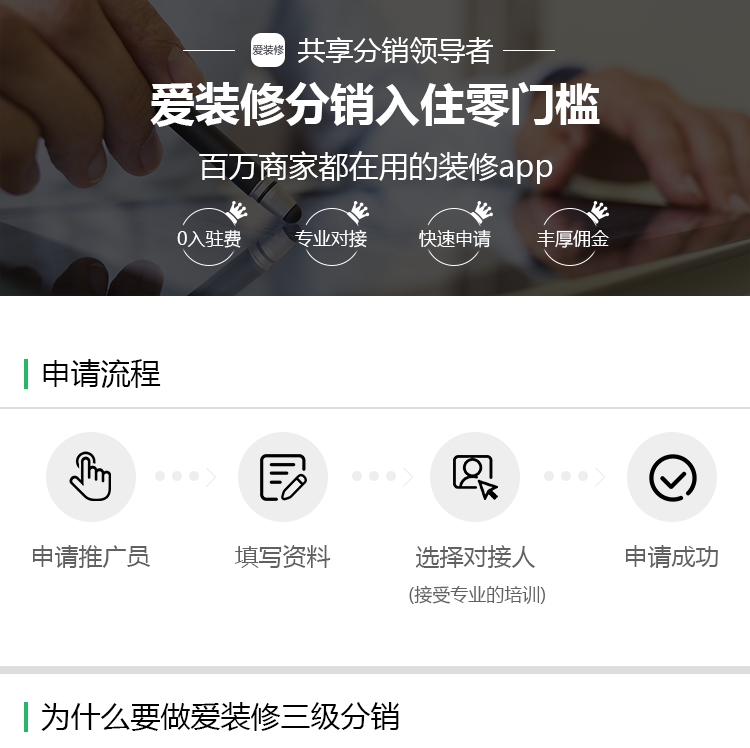 爱装修 共享分销领导者
爱装修分销入住零门槛
百万商家都在用的装修app
0入驻费 专业对接 快速申请 丰厚佣金
申请流程
申请推广员 填写资料 选择对接人 申请成功
(接受专业的培训)
为什么要做爱装修三级分销